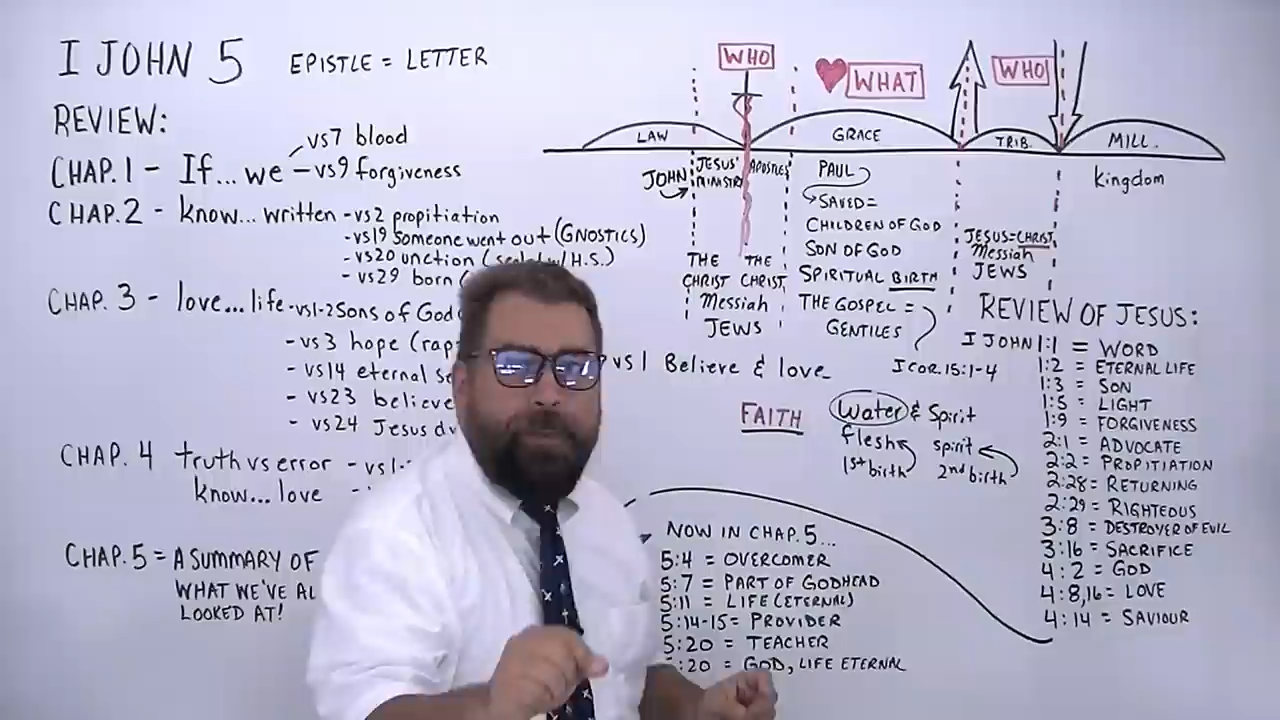 I JOHN 5 EPISTLE = LETTER
REVIEW:
CHAP. 1 - If... we - vs7 blood
- vs9 forgiveness
CHAP. 2 - know... written - vs2 propitiation
- vs19 someone went out (GNOSTICS)
- vs20 unction ( H.S.)
- vs29 born (
CHAP. 3 - love... life - vs1-2 Sons of God
- vs3 hope (rap
- vs14 eternal
- vs23 believe
- vs24 Jesus
vs1 Believe & love
CHAP. 4 truth vs error - vs1-
know... love -
CHAP. 5 = A SUMMARY OF
WHAT WE'VE
LOOKED AT!
WHO
WHAT
WHO
LAW
GRACE
TRIB.
MILL.
JOHN
JESUS'
MINISTRY
APOSTLES
PAUL
Kingdom
SAVED =
CHILDREN OF GOD
SON OF GOD
SPIRITUAL BIRTH
THE GOSPEL =
GENTILES
I COR. 15:1-4
THE CHRIST
Messiah
JEWS
THE CHRIST
JESUS = CHRIST
Messiah
JEWS
FAITH
Water & Spirit
flesh spirit
1st birth 2nd birth
REVIEW OF JESUS:
I JOHN 1:1 = WORD
1:2 = ETERNAL LIFE
1:3 = SON
1:5 = LIGHT
1:9 = FORGIVENESS
2:1 = ADVOCATE
2:2 = PROPITIATION
2:28 = RETURNING
2:29 = RIGHTEOUS
3:8 = DESTROYER OF EVIL
3:16 = SACRIFICE
4:2 = GOD
4:8,16 = LOVE
4:14 = SAVIOUR
NOW IN CHAP. 5...
5:4 = OVERCOMER
5:7 = PART OF GODHEAD
5:11 = LIFE (ETERNAL)
5:14-15 = PROVIDER
5:20 = TEACHER
:20 = GOD, LIFE ETERNAL